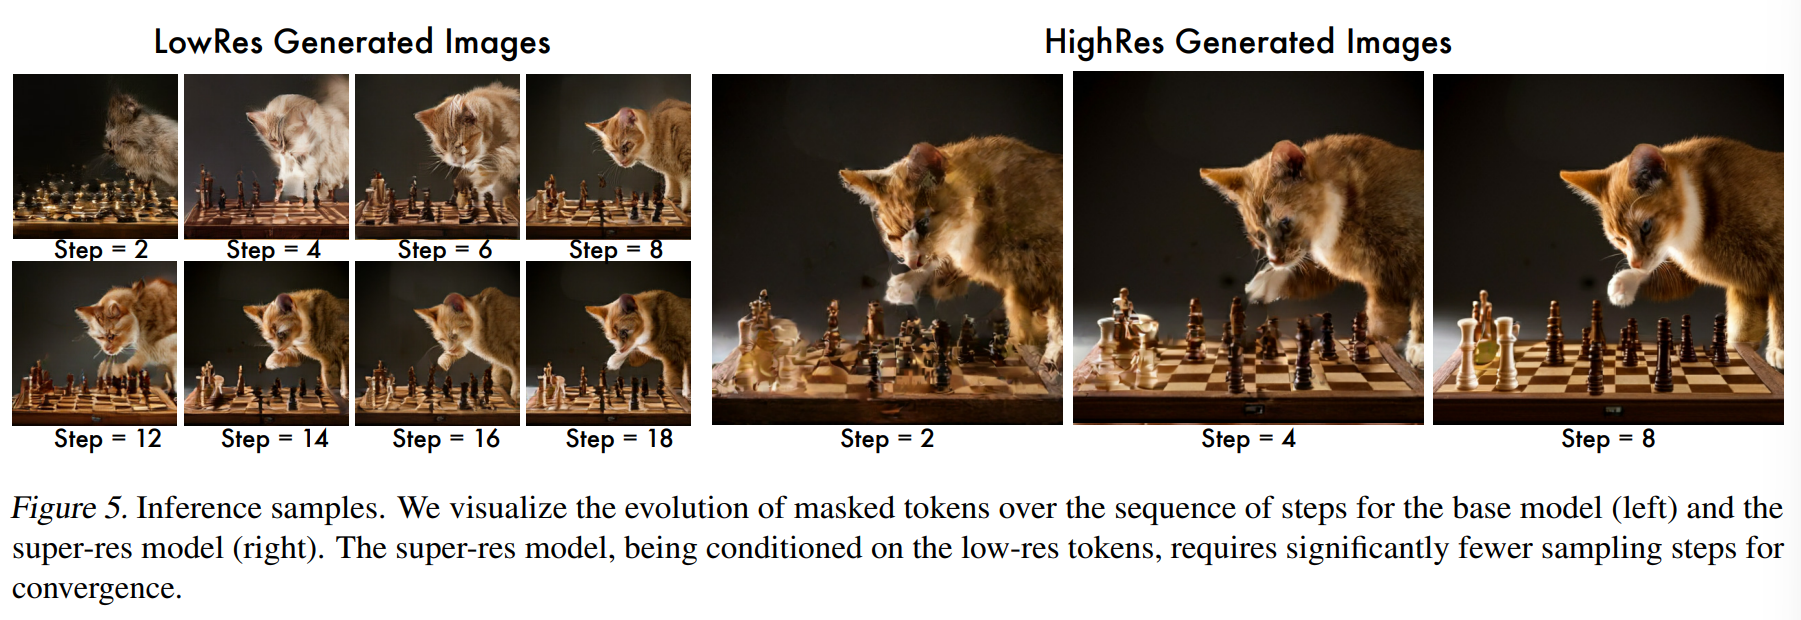 LowRes Generated Images
HighRes Generated Images
Step = 2
Step = 4
Step = 6
Step = 8
Step = 12
Step = 14
Step = 16
Step = 18
Step = 2
Step = 4
Step = 8
Figure 5. Inference samples. We visualize the evolution of masked tokens over the sequence of steps for the base model (left) and the
super-res model (right). The super-res model, being conditioned on the low-res tokens, requires significantly fewer sampling steps for
convergence.